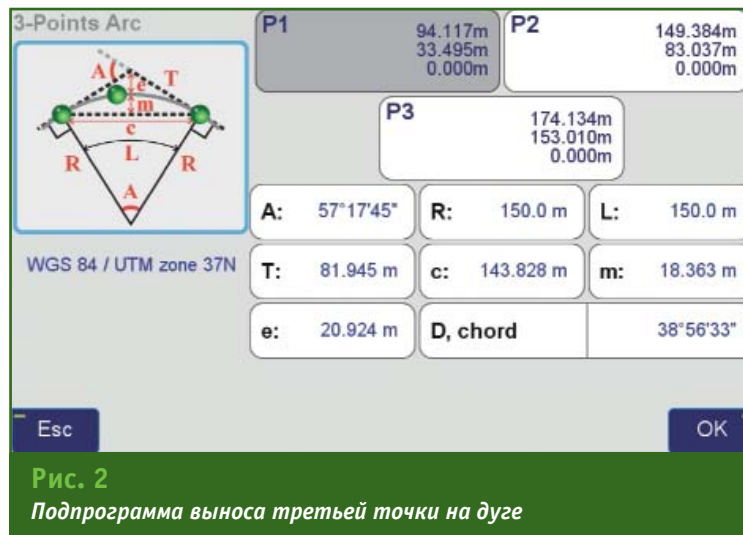 3-Points Arc
P1
94.117m
33.495m
0.000m
P2
149.384m
83.037m
0.000m
P3
174.134m
153.010m
0.000m
A
T
e
m
c
L
R
R
A
WGS 84 / UTM zone 37N
A: 57°17'45"
R: 150.0 m
L: 150.0 m
T: 81.945 m
c: 143.828 m
m: 18.363 m
e: 20.924 m
D, chord 38°56'33"
Esc
OK
Рис. 2
Подпрограмма выноса третьей точки на дуге